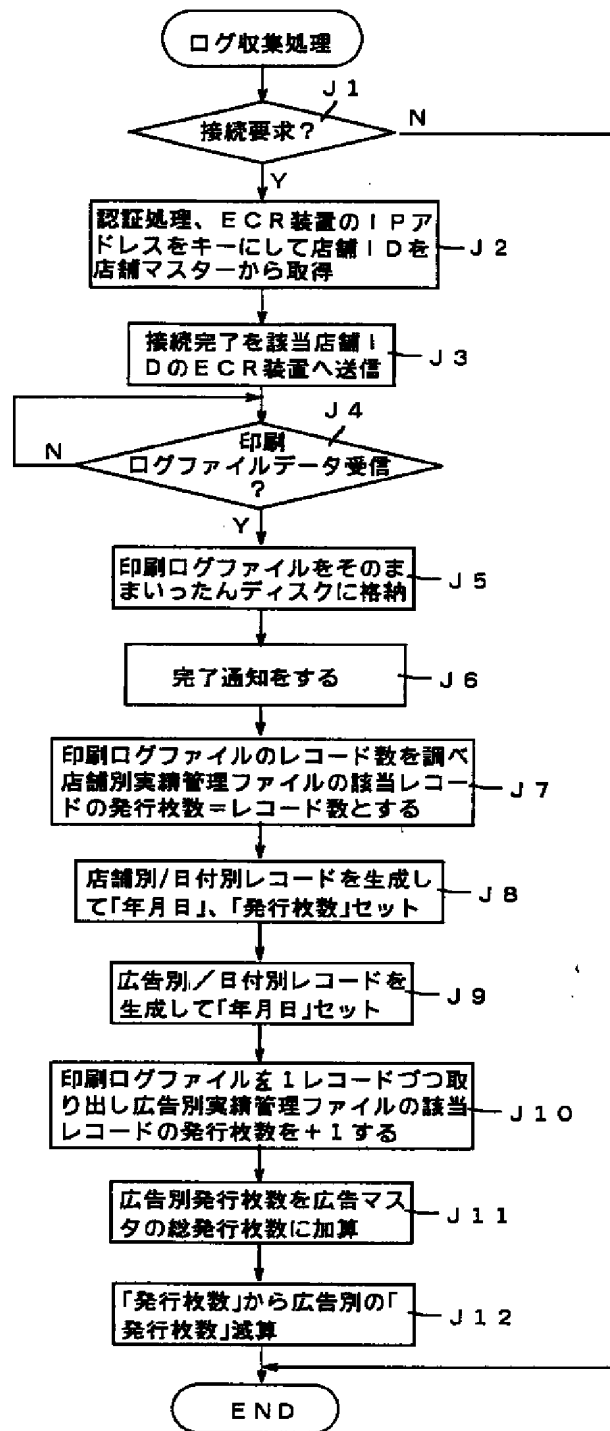 ログ収集処理
J1
接続要求?
N
Y
認証処理、ECR装置のIPア
ドレスをキーにして店舗IDを
店舗マスターから取得
J2
接続完了を該当店舗I
DのECR装置へ送信
J3
J4
印刷
ログファイルデータ受信
?
N
Y
印刷ログファイルをそのま
まいったんディスクに格納
J5
完了通知をする
J6
印刷ログファイルのレコード数を調べ
店舗別実績管理ファイルの該当レコー
ドの発行枚数=レコード数とする
J7
店舗別/日付別レコードを生成し
て「年月日」、「発行枚数」セット
J8
広告別/日付別レコードを
生成して「年月日」セット
J9
印刷ログファイルを1レコードづつ取
り出し広告別実績管理ファイルの該当
レコードの発行枚数を+1する
J10
広告別発行枚数を広告マス
タの総発行枚数に加算
J11
「発行枚数」から広告別の「
発行枚数」減算
J12
END